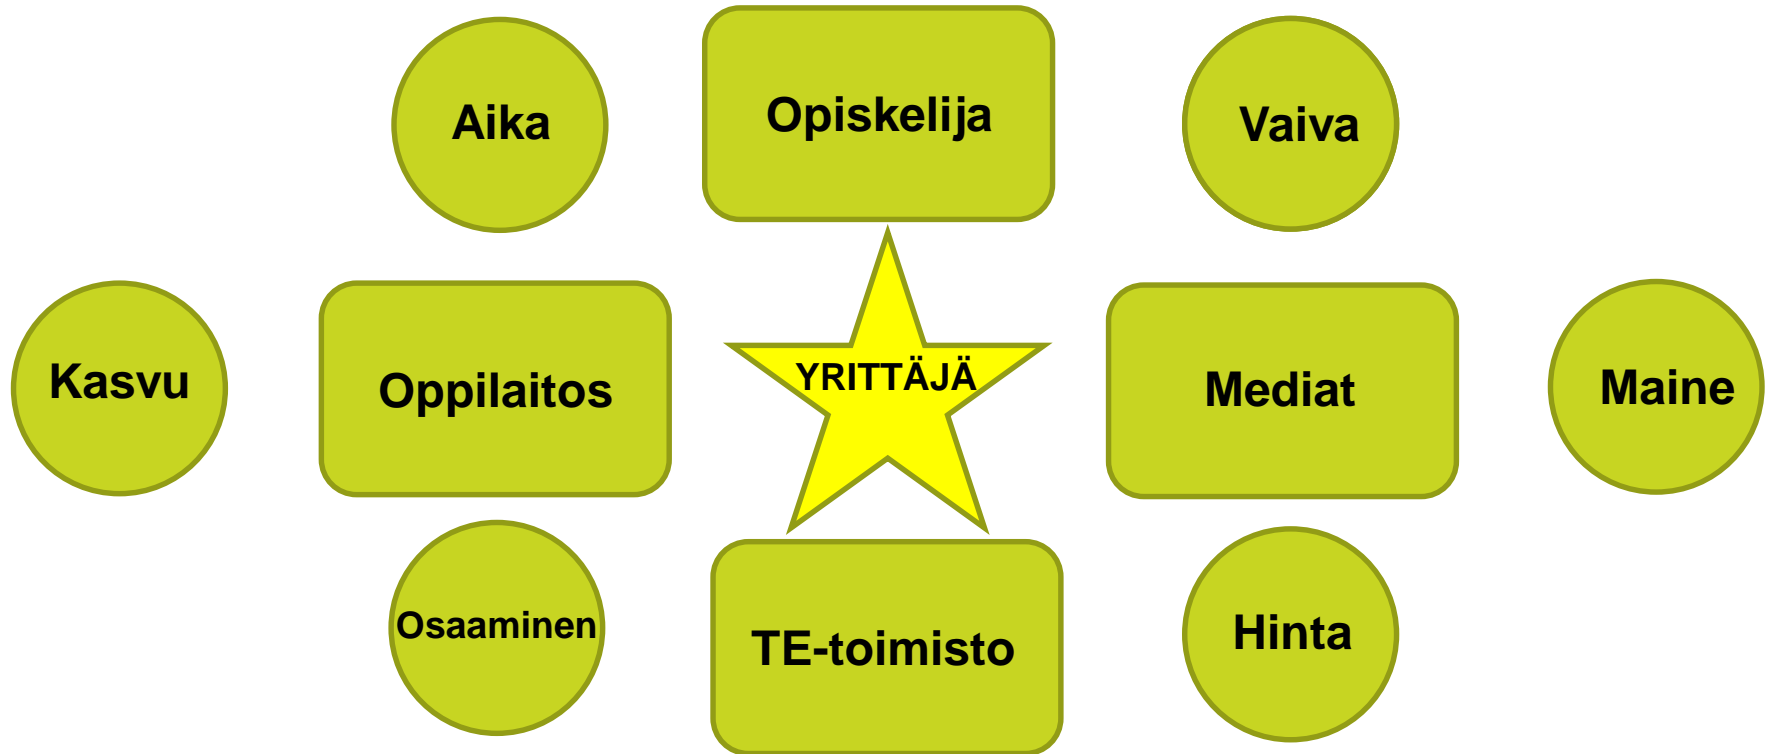 Aika
Opiskelija
Vaiva
Kasvu
Oppilaitos
YRITTÄJÄ
Mediat
Maine
Osaaminen
TE-toimisto
Hinta